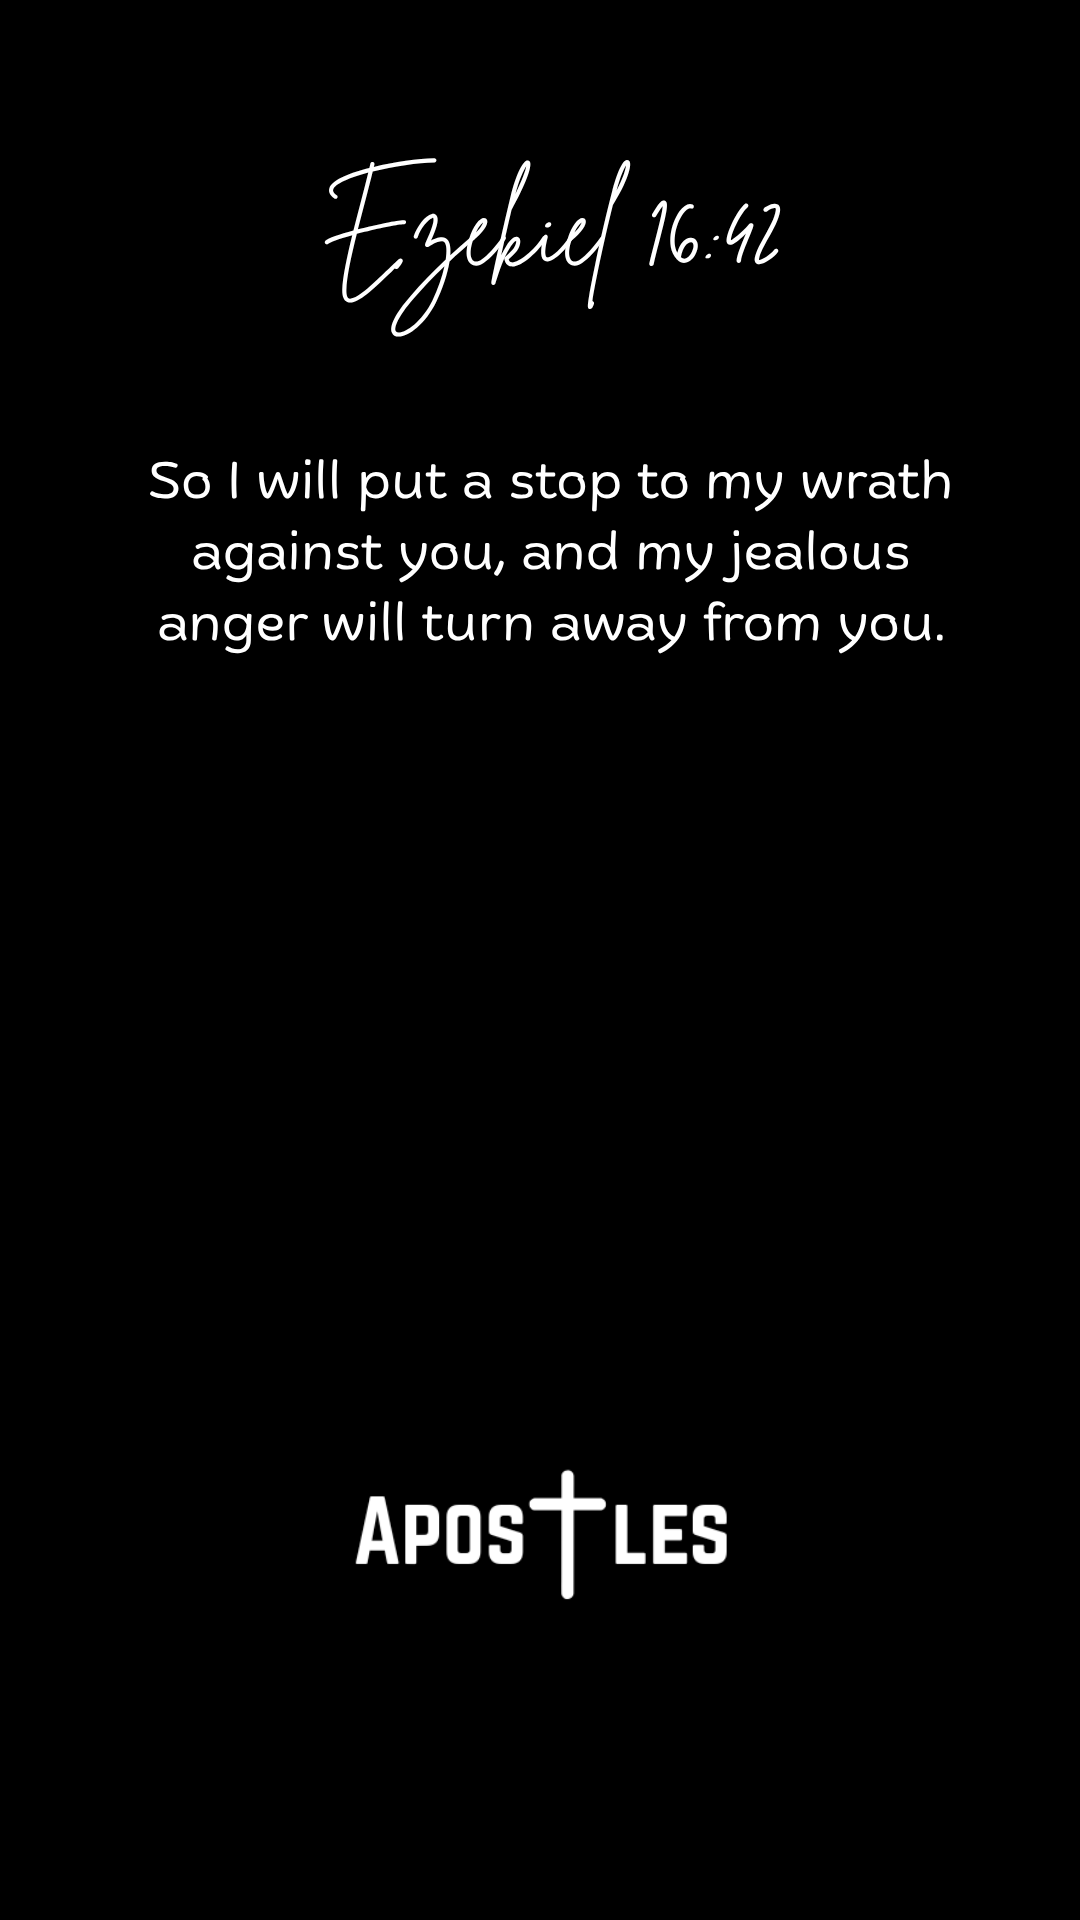 Ezekiel 16:42
So I will put a stop to my wrath
against you, and my jealous
anger will turn away from you.
APOSTLES